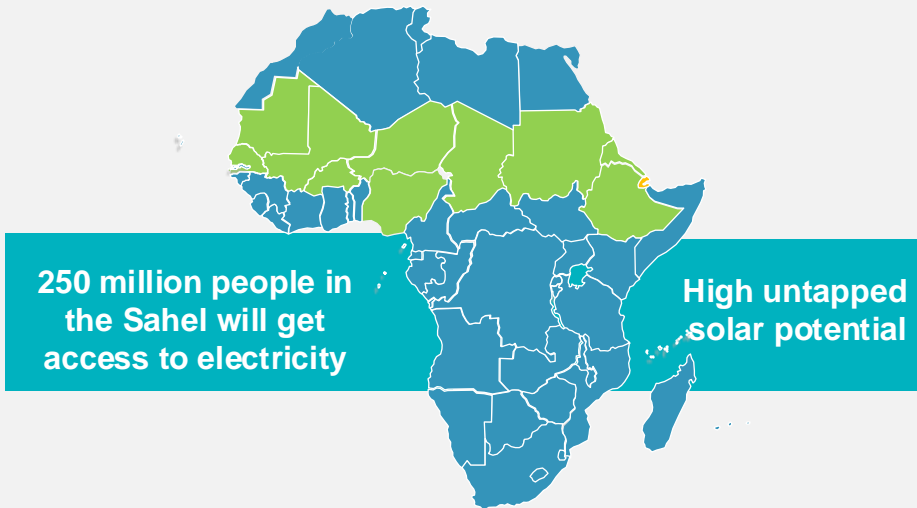 250 million people in
the Sahel will get
access to electricity
High untapped
solar potential